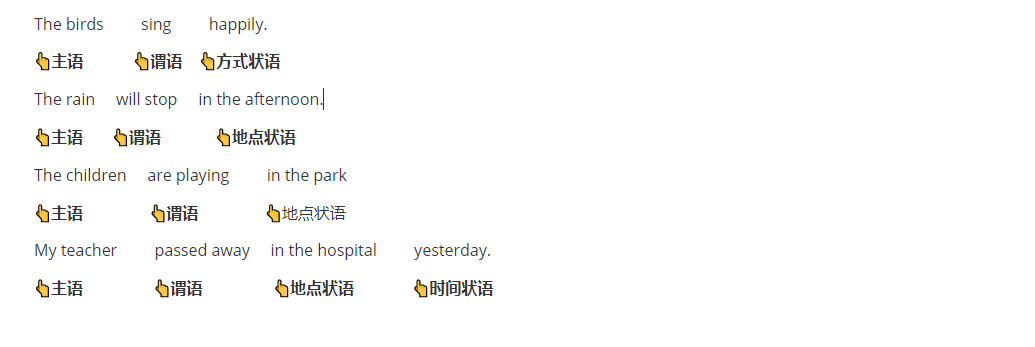 The birds sing happily.
👆主语 👆谓语 👆方式状语
The rain will stop in the afternoon.
👆主语 👆谓语 👆地点状语
The children are playing in the park
👆主语 👆谓语 👆地点状语
My teacher passed away in the hospital yesterday.
👆主语 👆谓语 👆地点状语 👆时间状语